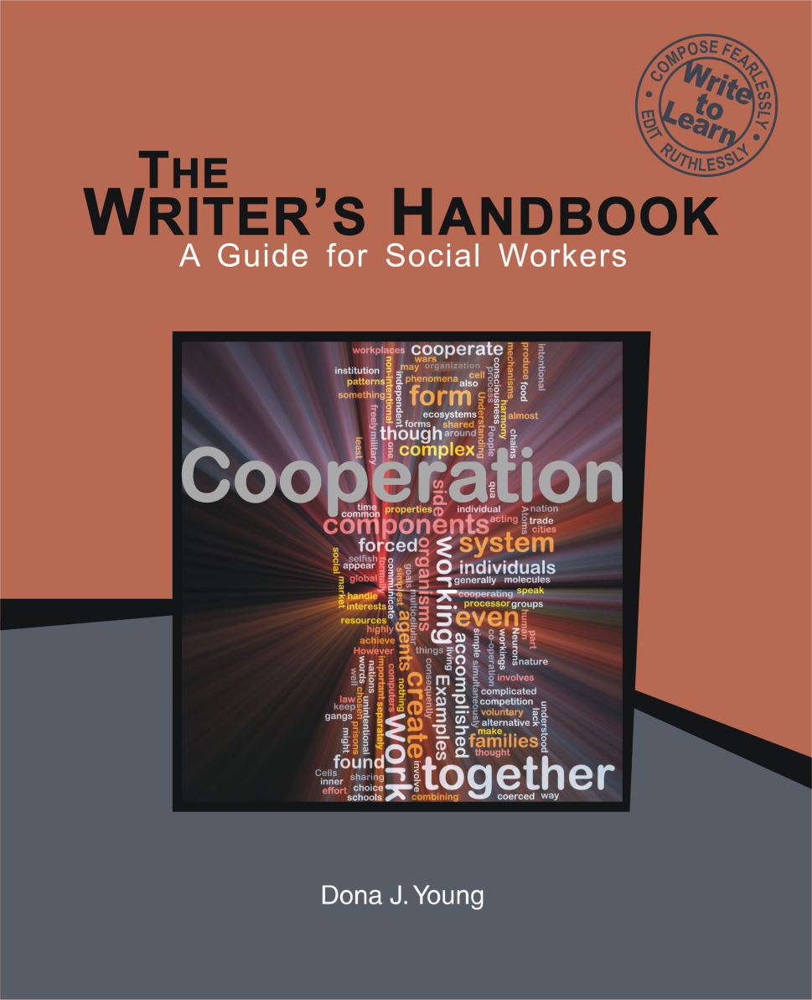 COMPOSE FEARLESSLY
Write
to
Learn
EDIT RUTHLESSLY
THE
WRITER'S HANDBOOK
A Guide for Social Workers
workplaces
cooperate
mechanisms
produce
intentional
wars
may
organization
institution
non-intentional
independent
phenomena
cell
also
process
consciousness
food
patterns
something
form
ecosystems
Understanding
harmony
almost
freely
military
forms
shared
People
chains
least
one
though
around
complex
Cooperation
side
qua
time
common
properties
individual
Atoms
nation
acting
trade
cities
components
forced
organisms
working
system
selfish
appear
social
market
global
formally
communicate
simplest
goals
multicellular
individuals
generally
molecules
cooperating
speak
handle
interests
processor
groups
resources
even
human
part
highly
achieve
agents
However
things
living
accomplished
simple
simultaneously
co-operation
workings
Neurons
nature
words
well
nations
important
computers
consequently
Examples
involves
nothing
create
complicated
competition
law
keep
gangs
chosen
unintentional
separately
voluntary
alternative
lack
understood
might
prisons
make
families
thought
found
work
Cells
sharing
involve
together
inner
effort
choice
schools
combining
coerced
way
Dona J. Young